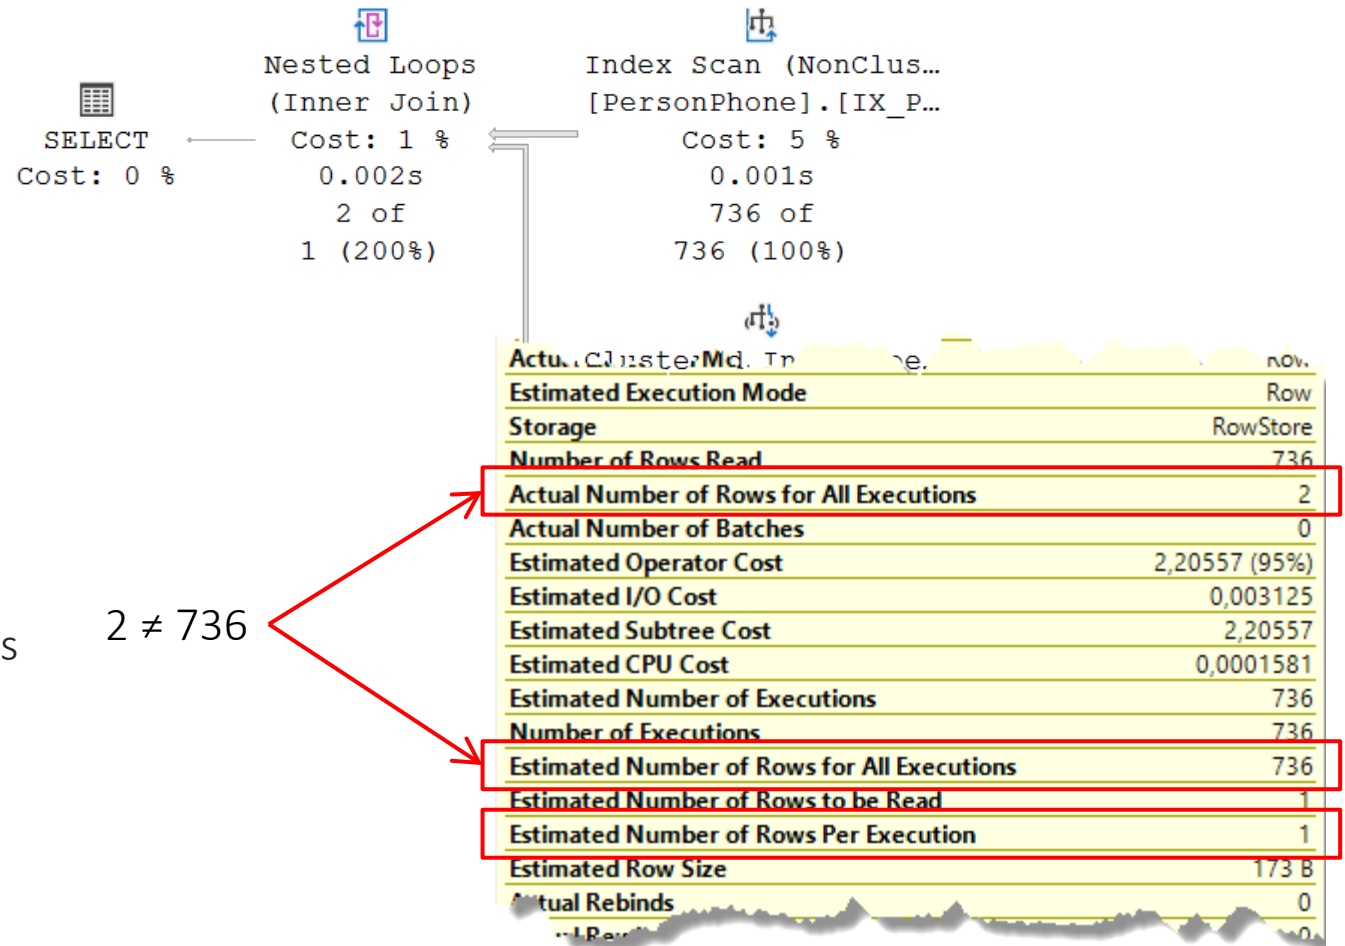 Nested Loops
(Inner Join)
Cost: 1 %
0.002s
2 of
1 (200%)
Index Scan (NonClus…
[PersonPhone].[IX_P…
Cost: 5 %
0.001s
736 of
736 (100%)
SELECT
Cost: 0 %
Estimated Execution Mode Row
Storage RowStore
Number of Rows Read 736
Actual Number of Rows for All Executions 2
Actual Number of Batches 0
Estimated Operator Cost 2,20557 (95%)
Estimated I/O Cost 0,003125
Estimated Subtree Cost 2,20557
Estimated CPU Cost 0,0001581
Estimated Number of Executions 736
Number of Executions 736
Estimated Number of Rows for All Executions 736
Estimated Number of Rows to be Read 1
Estimated Number of Rows Per Execution 1
Estimated Row Size 173 B
Actual Rebinds 0
2 ≠ 736
s